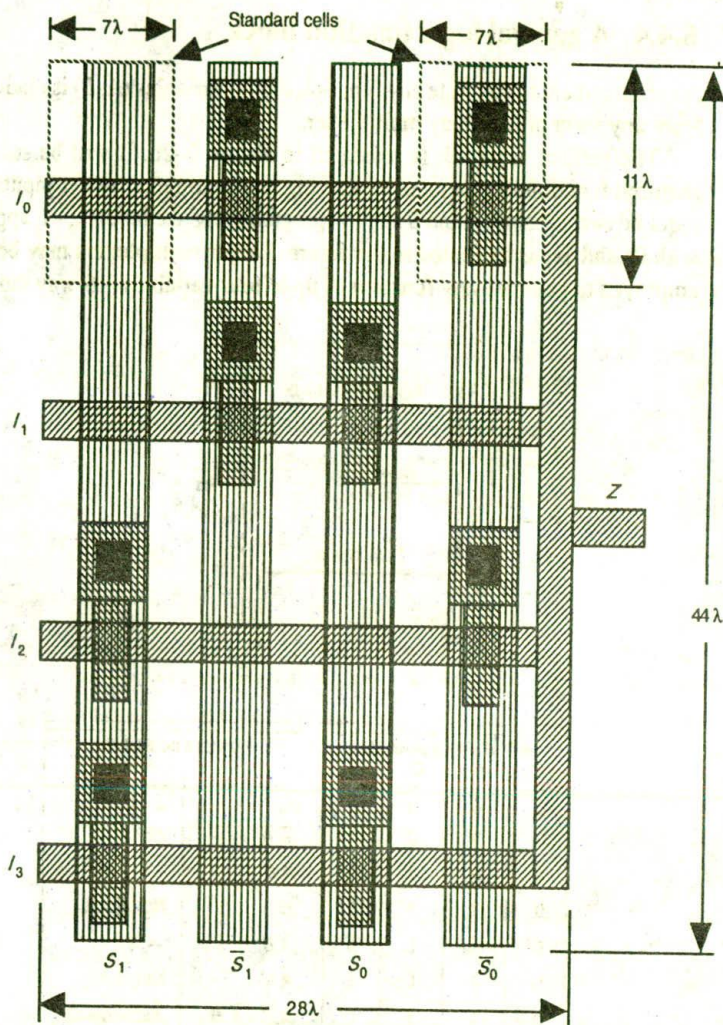 7λ
Standard cells
7λ
11λ
I₀
I₁
Z
I₂
44λ
I₃
S₁
S̅₁
S₀
S̅₀
28λ